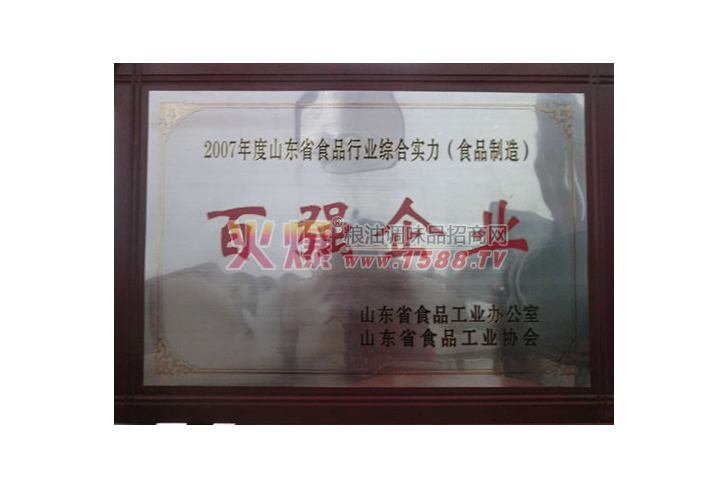 2007年度山东省食品行业综合实力（食品制造）
百强企业
火爆®粮油调味品招商网
www.1588.TV
山东省食品工业办公室
山东省食品工业协会